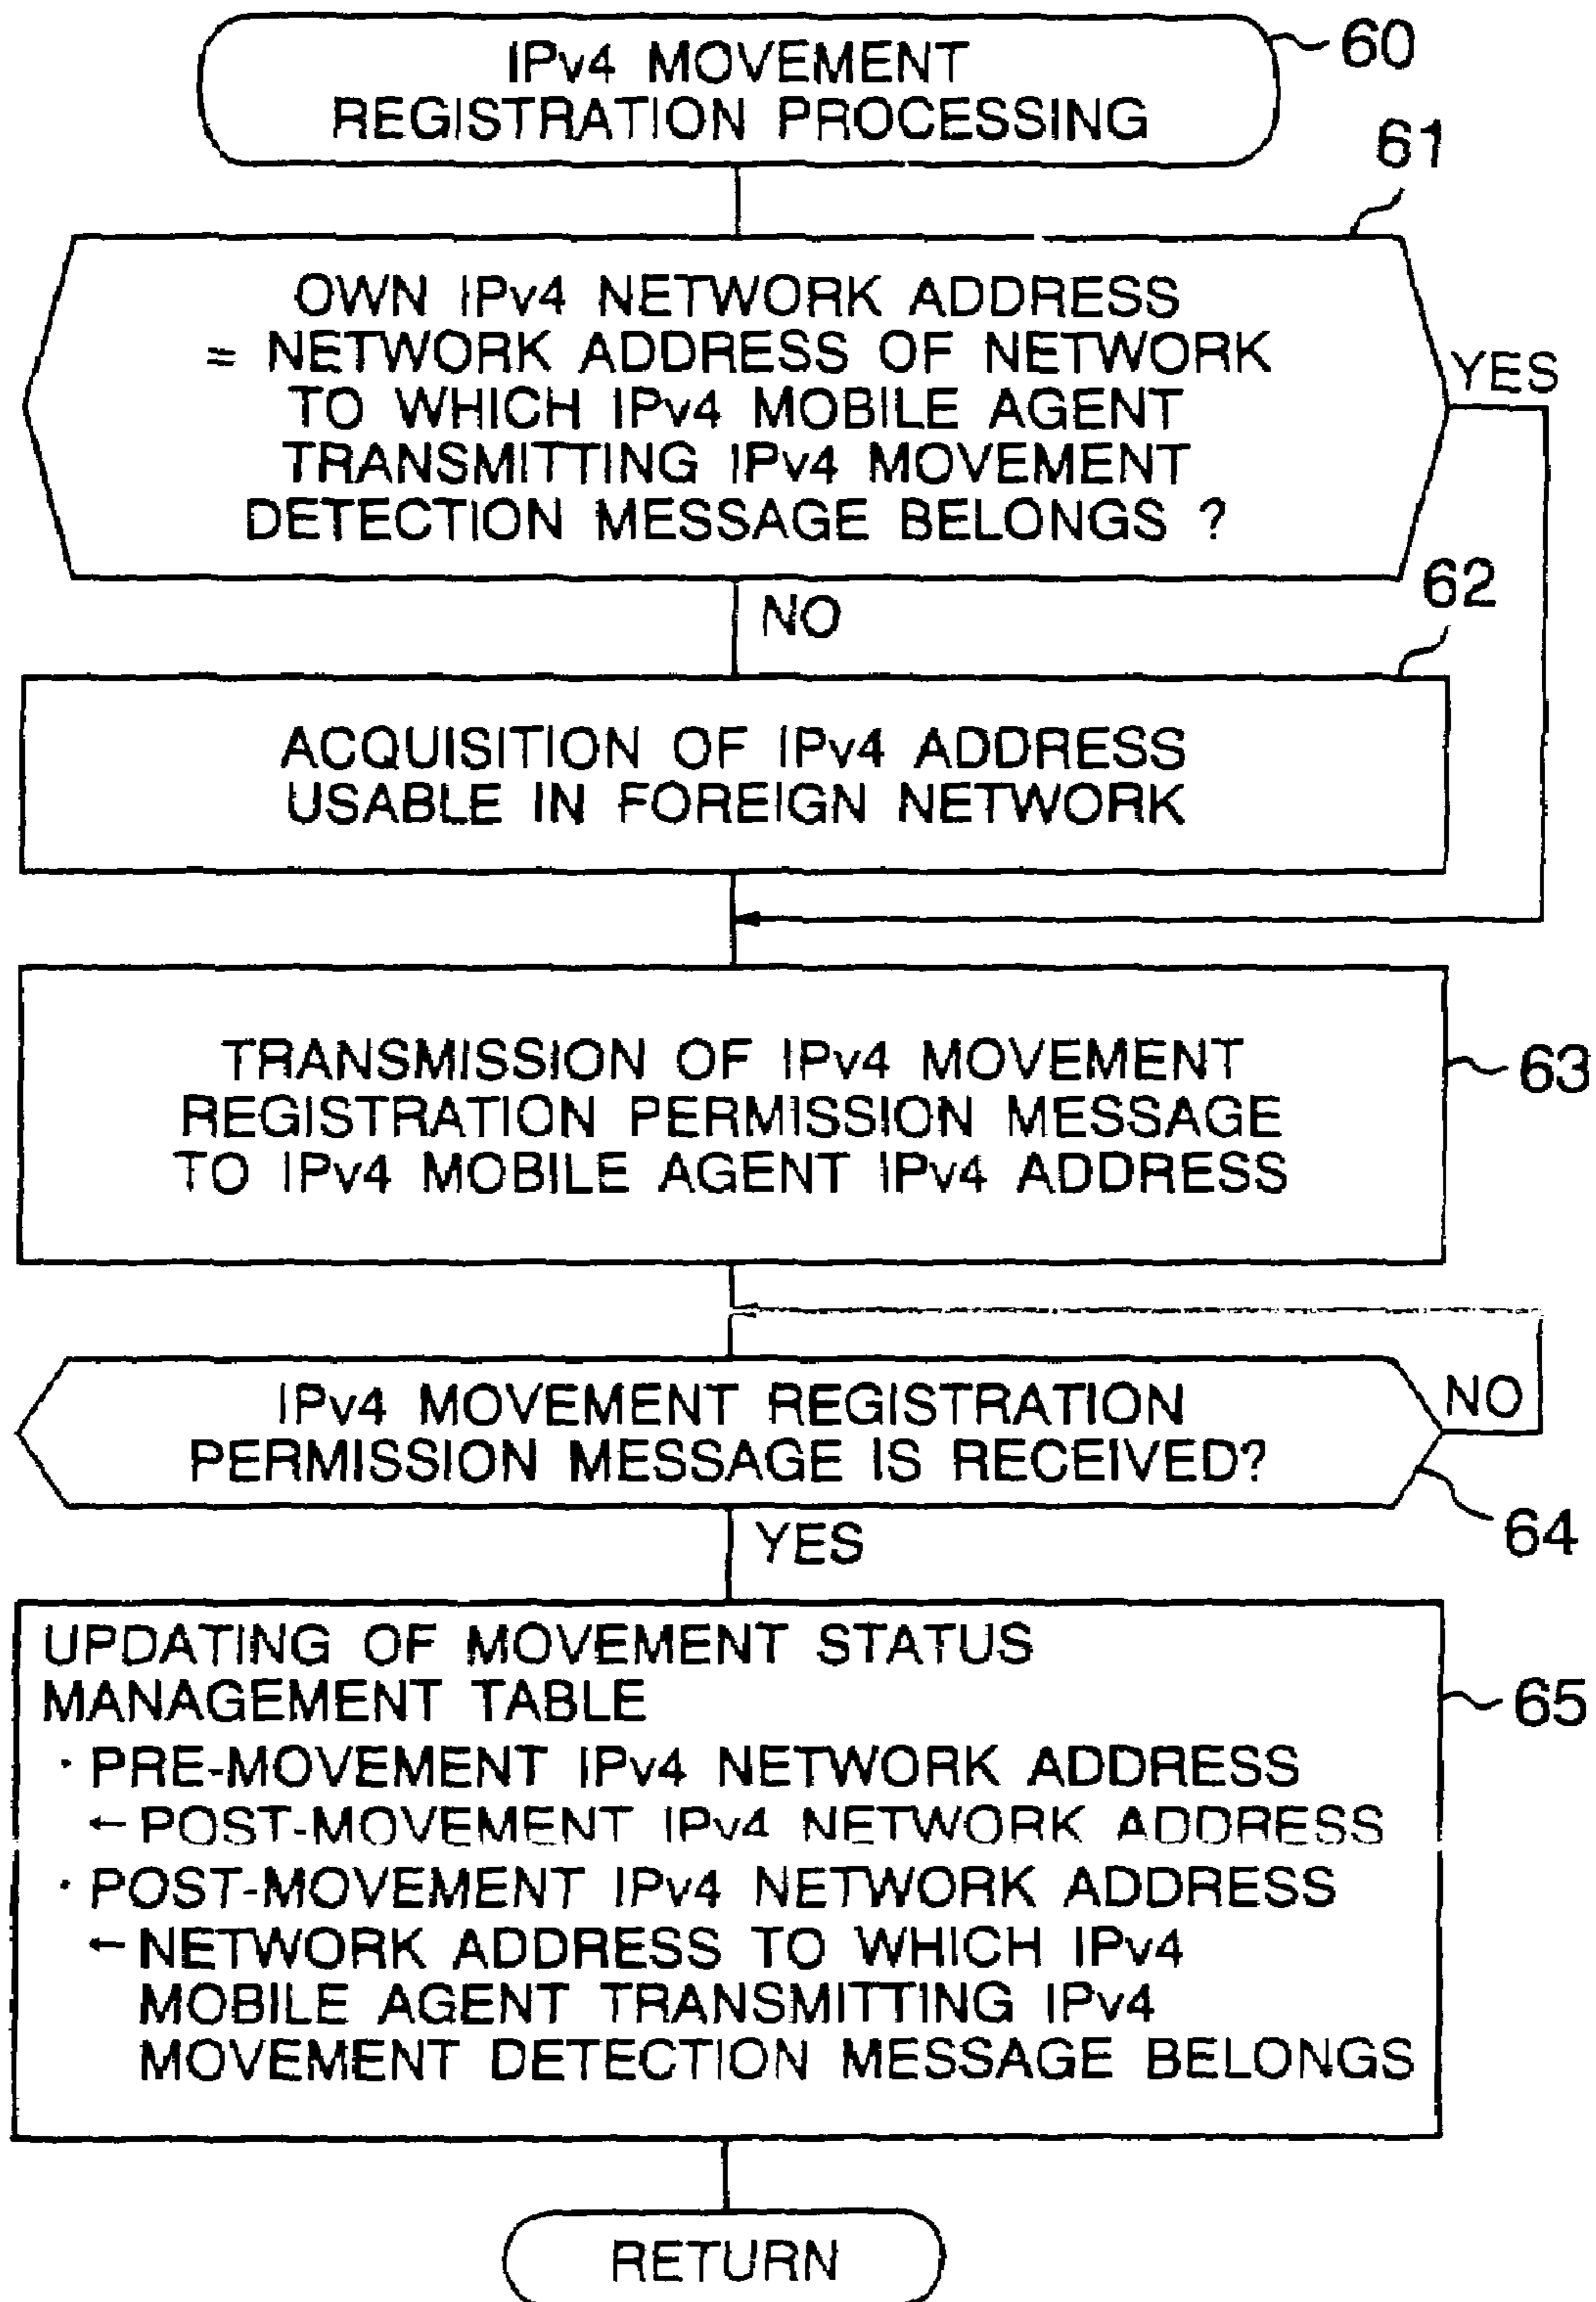 IPv4 MOVEMENT
REGISTRATION PROCESSING
60
61
OWN IPv4 NETWORK ADDRESS
= NETWORK ADDRESS OF NETWORK
TO WHICH IPv4 MOBILE AGENT
TRANSMITTING IPv4 MOVEMENT
DETECTION MESSAGE BELONGS ?
YES
NO
62
ACQUISITION OF IPv4 ADDRESS
USABLE IN FOREIGN NETWORK
TRANSMISSION OF IPv4 MOVEMENT
REGISTRATION PERMISSION MESSAGE
TO IPv4 MOBILE AGENT IPv4 ADDRESS
63
IPv4 MOVEMENT REGISTRATION
PERMISSION MESSAGE IS RECEIVED?
NO
64
YES
UPDATING OF MOVEMENT STATUS
MANAGEMENT TABLE
65
· PRE-MOVEMENT IPv4 NETWORK ADDRESS
← POST-MOVEMENT IPv4 NETWORK ADDRESS
· POST-MOVEMENT IPv4 NETWORK ADDRESS
← NETWORK ADDRESS TO WHICH IPv4
MOBILE AGENT TRANSMITTING IPv4
MOVEMENT DETECTION MESSAGE BELONGS
RETURN